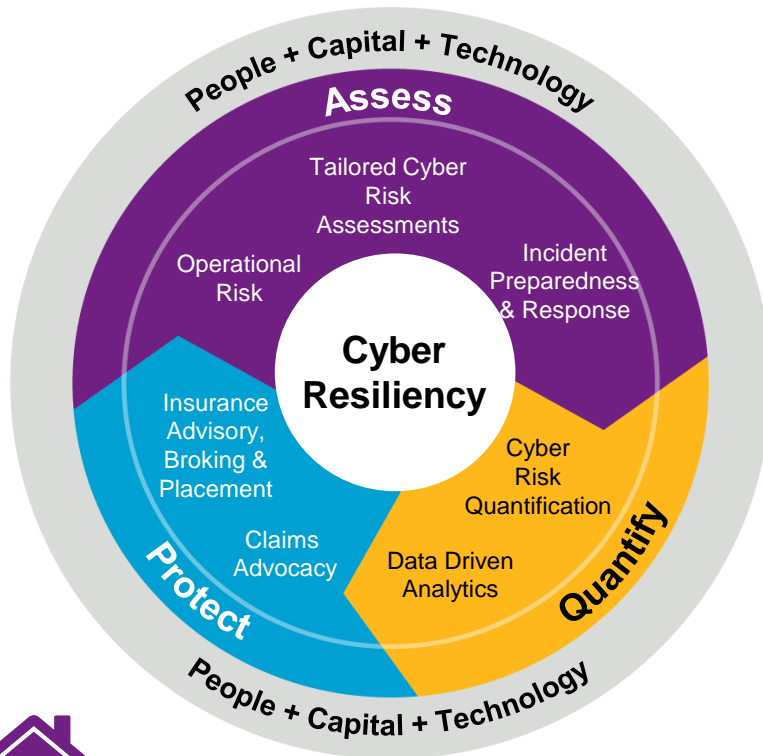 People + Capital + Technology
Assess
Tailored Cyber
Risk
Assessments
Operational
Risk
Incident
Preparedness
& Response
Cyber
Resiliency
Insurance
Advisory,
Broking &
Placement
Claims
Advocacy
Protect
Cyber
Risk
Quantification
Data Driven
Analytics
Quantify
People + Capital + Technology